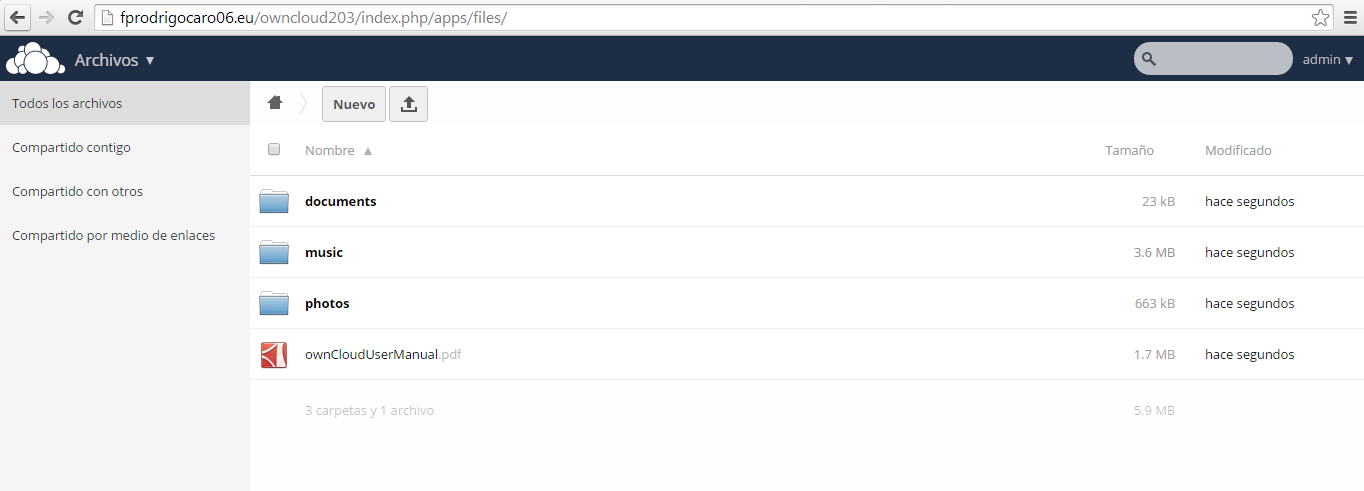 fprodrigocaro06.eu/owncloud203/index.php/apps/files/
Archivos ▼ admin ▼
Todos los archivos
Compartido contigo
Compartido con otros
Compartido por medio de enlaces
Nuevo
Nombre ▲ Tamaño Modificado
documents 23 kB hace segundos
music 3.6 MB hace segundos
photos 663 kB hace segundos
ownCloudUserManual.pdf 1.7 MB hace segundos
3 carpetas y 1 archivo 5.9 MB